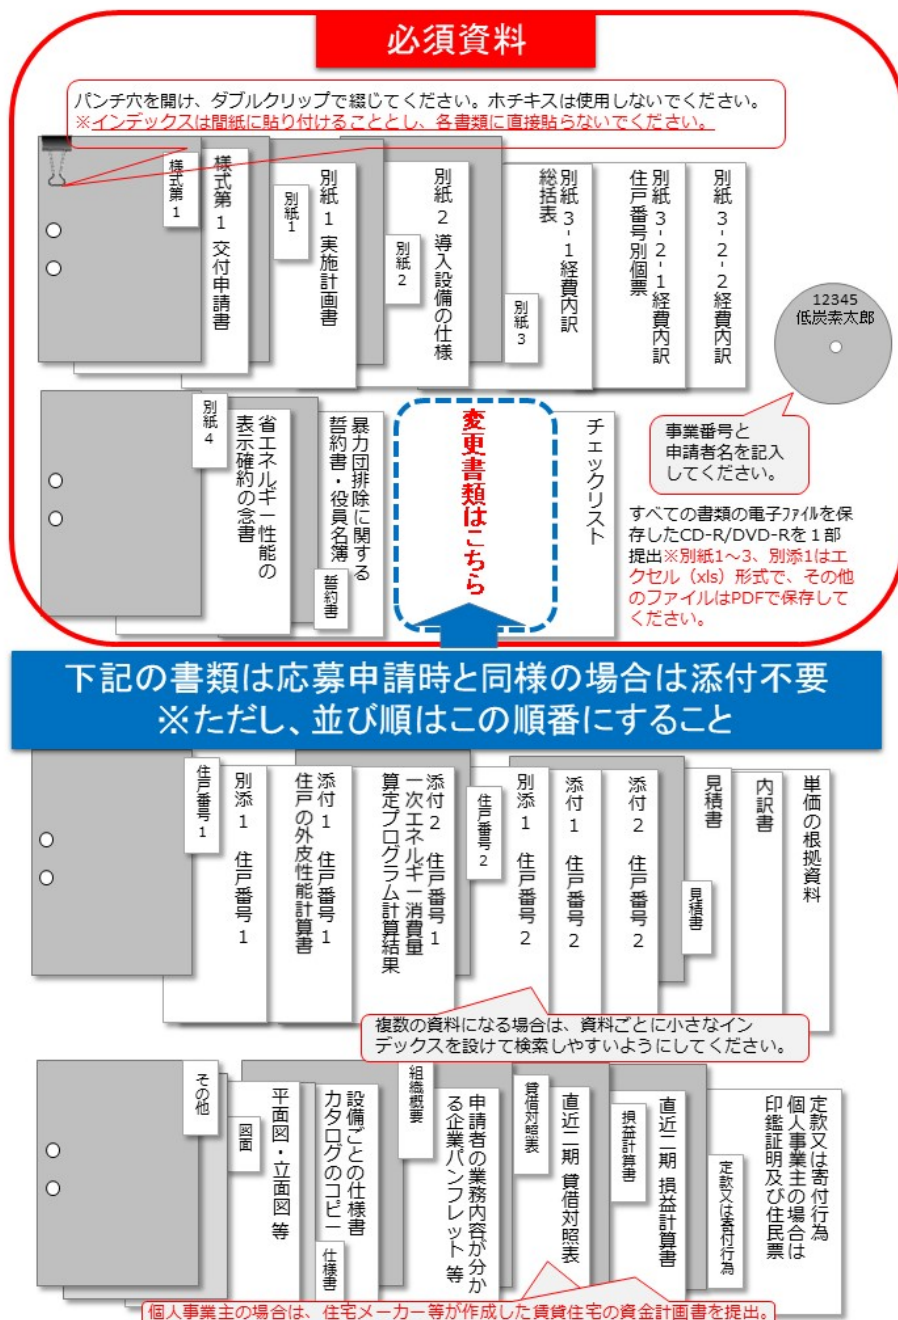 必須資料
パンチ穴を開け、ダブルクリップで綴じてください。ホチキスは使用しないでください。
※インデックスは間紙に貼り付けることとし、各書類に直接貼らないでください。
様式第1
様式第1 交付申請書
別紙1
別紙1 実施計画書
別紙2
別紙2 導入設備の仕様
別紙3
別紙3-1経費内訳
総括表
別紙3-2-1経費内訳
住戸番号別個票
別紙3-2-2経費内訳
12345
低炭素太郎
事業番号と
申請者名を記入
してください。
すべての書類の電子ファイルを保
存したCD-R/DVD-Rを1部
提出※別紙1~3、別添1はエ
クセル（xls）形式で、その他
のファイルはPDFで保存して
ください。
別紙4
省エネルギー性能の
表示確約の念書
誓約書
暴力団排除に関する
誓約書・役員名簿
変更書類はこちら
チェックリスト
下記の書類は応募申請時と同様の場合は添付不要
※ただし、並び順はこの順番にすること
住戸番号1
別添1 住戸番号1
添付1 住戸番号1
住戸の外皮性能計算書
添付2 住戸番号1
一次エネルギー消費量
算定プログラム計算結果
住戸番号2
別添1 住戸番号2
添付1 住戸番号2
添付2 住戸番号2
見積書
見積書
内訳書
単価の根拠資料
複数の資料になる場合は、資料ごとに小さなイン
デックスを設けて検索しやすいようにしてください。
その他
図面
平面図・立面図 等
仕様書
設備ごとの仕様書
カタログのコピー
組織概要
申請者の業務内容が分か
る企業パンフレット 等
貸借対照表
直近二期 貸借対照表
損益計算書
直近二期 損益計算書
定款又は寄付行為
定款又は寄付行為
個人事業主の場合は
印鑑証明及び住民票
個人事業主の場合は、住宅メーカー等が作成した賃貸住宅の資金計画書を提出。